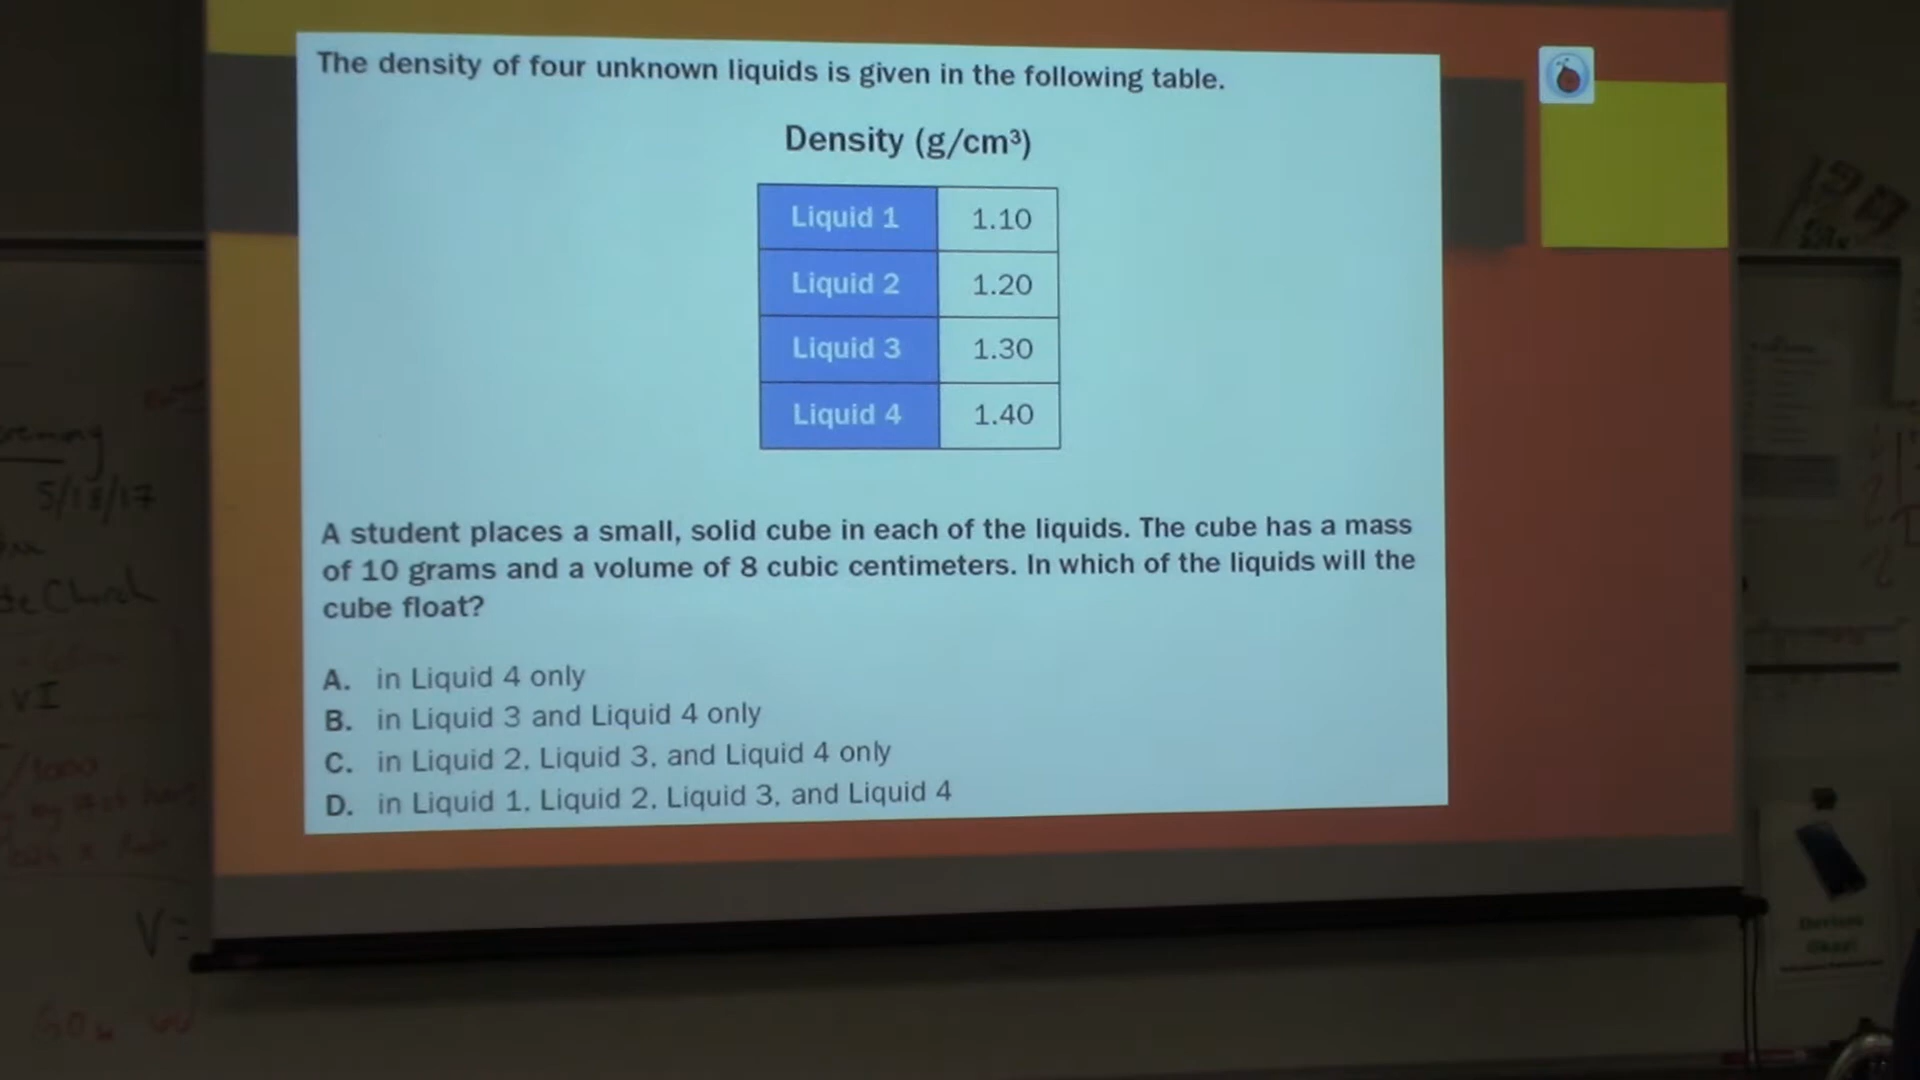 The density of four unknown liquids is given in the following table.
Density (g/cm³)
Liquid 1 1.10
Liquid 2 1.20
Liquid 3 1.30
Liquid 4 1.40
A student places a small, solid cube in each of the liquids. The cube has a mass
of 10 grams and a volume of 8 cubic centimeters. In which of the liquids will the
cube float?
A. in Liquid 4 only
B. in Liquid 3 and Liquid 4 only
C. in Liquid 2, Liquid 3, and Liquid 4 only
D. in Liquid 1, Liquid 2, Liquid 3, and Liquid 4
5/18/17
VI
V=